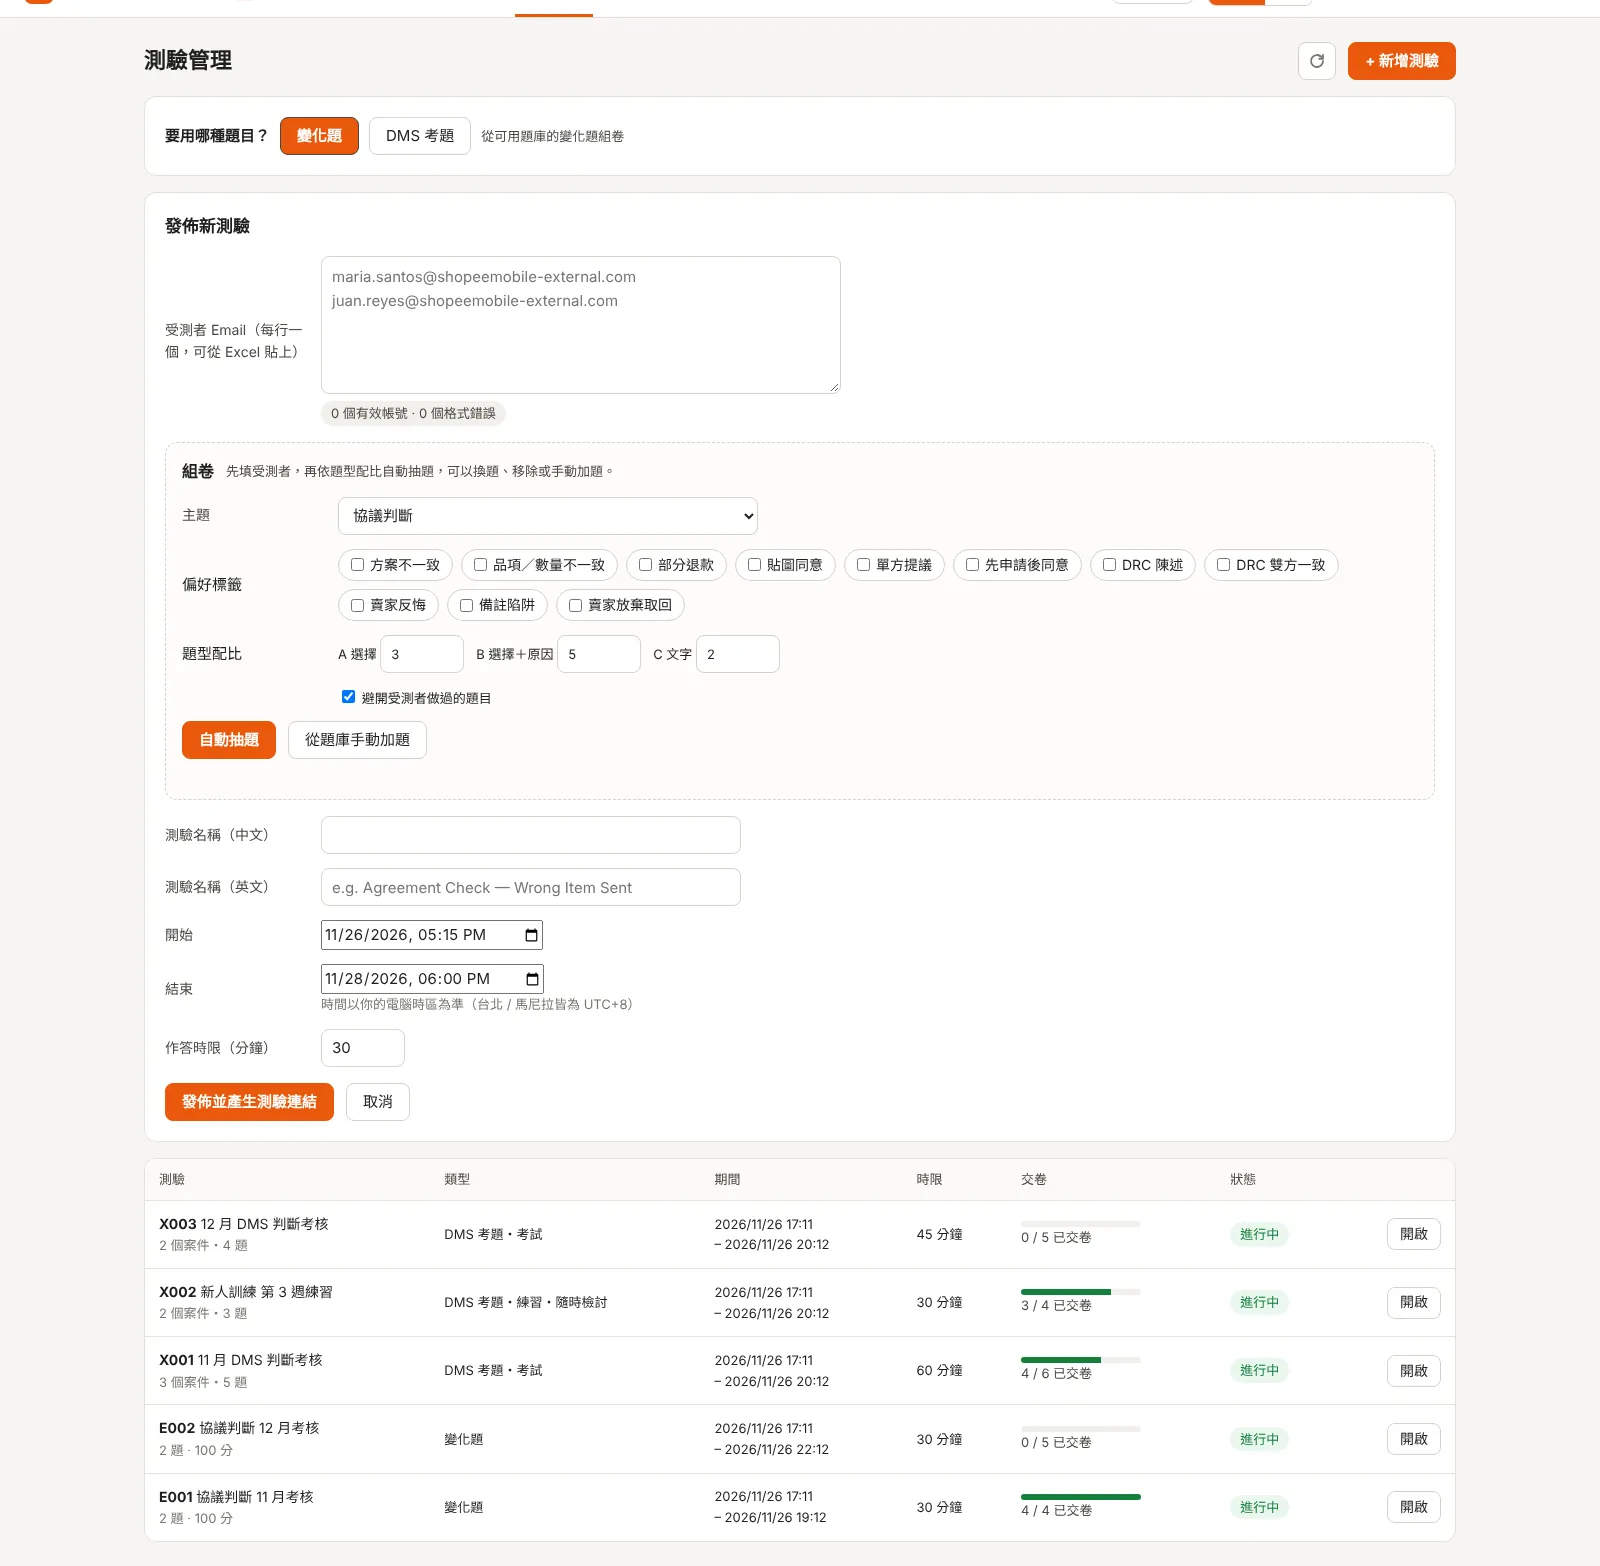 測驗管理
+ 新增測驗
要用哪種題目？ 變化題 DMS 考題 從可用題庫的變化題組卷
發佈新測驗
受測者 Email（每行一個，可從 Excel 貼上）
maria.santos@shopeemobile-external.com
juan.reyes@shopeemobile-external.com
0 個有效帳號 · 0 個格式錯誤
組卷 先填受測者，再依題型配比自動抽題，可以換題、移除或手動加題。
主題 協議判斷
偏好標籤
方案不一致 品項／數量不一致 部分退款 貼圖同意 單方提議 先申請後同意 DRC 陳述 DRC 雙方一致
賣家反悔 備註陷阱 賣家放棄取回
題型配比 A 選擇 3 B 選擇＋原因 5 C 文字 2
避開受測者做過的題目
自動抽題 從題庫手動加題
測驗名稱（中文）
測驗名稱（英文） e.g. Agreement Check — Wrong Item Sent
開始 11/26/2026, 05:15 PM
結束 11/28/2026, 06:00 PM
時間以你的電腦時區為準（台北 / 馬尼拉皆為 UTC+8）
作答時限（分鐘） 30
發佈並產生測驗連結 取消
測驗 類型 期間 時限 交卷 狀態
X003 12 月 DMS 判斷考核
2 個案件・4 題
DMS 考題・考試
2026/11/26 17:11
– 2026/11/26 20:12
45 分鐘
0 / 5 已交卷
進行中
開啟
X002 新人訓練 第 3 週練習
2 個案件・3 題
DMS 考題・練習・隨時檢討
2026/11/26 17:11
– 2026/11/26 20:12
30 分鐘
3 / 4 已交卷
進行中
開啟
X001 11 月 DMS 判斷考核
3 個案件・5 題
DMS 考題・考試
2026/11/26 17:11
– 2026/11/26 20:12
60 分鐘
4 / 6 已交卷
進行中
開啟
E002 協議判斷 12 月考核
2 題 · 100 分
變化題
2026/11/26 17:11
– 2026/11/26 22:12
30 分鐘
0 / 5 已交卷
進行中
開啟
E001 協議判斷 11 月考核
2 題 · 100 分
變化題
2026/11/26 17:11
– 2026/11/26 19:12
30 分鐘
4 / 4 已交卷
進行中
開啟